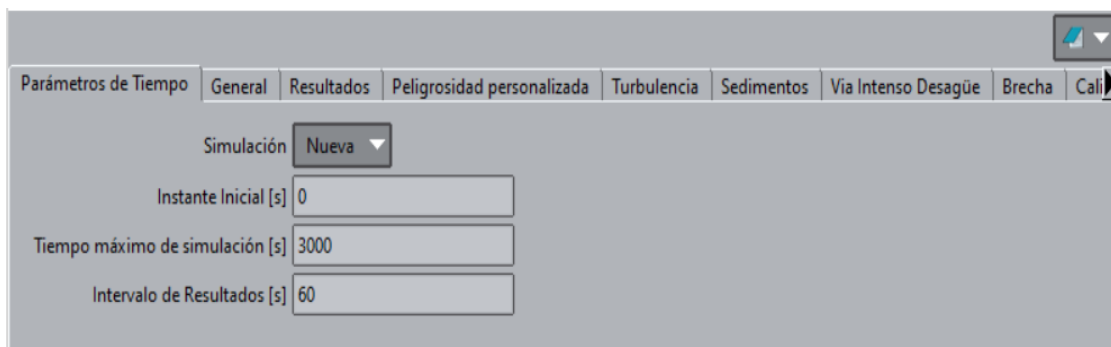 Parámetros de Tiempo General Resultados Peligrosidad personalizada Turbulencia Sedimentos Via Intenso Desagüe Brecha Cali
Simulación Nueva
Instante Inicial [s] 0
Tiempo máximo de simulación [s] 3000
Intervalo de Resultados [s] 60